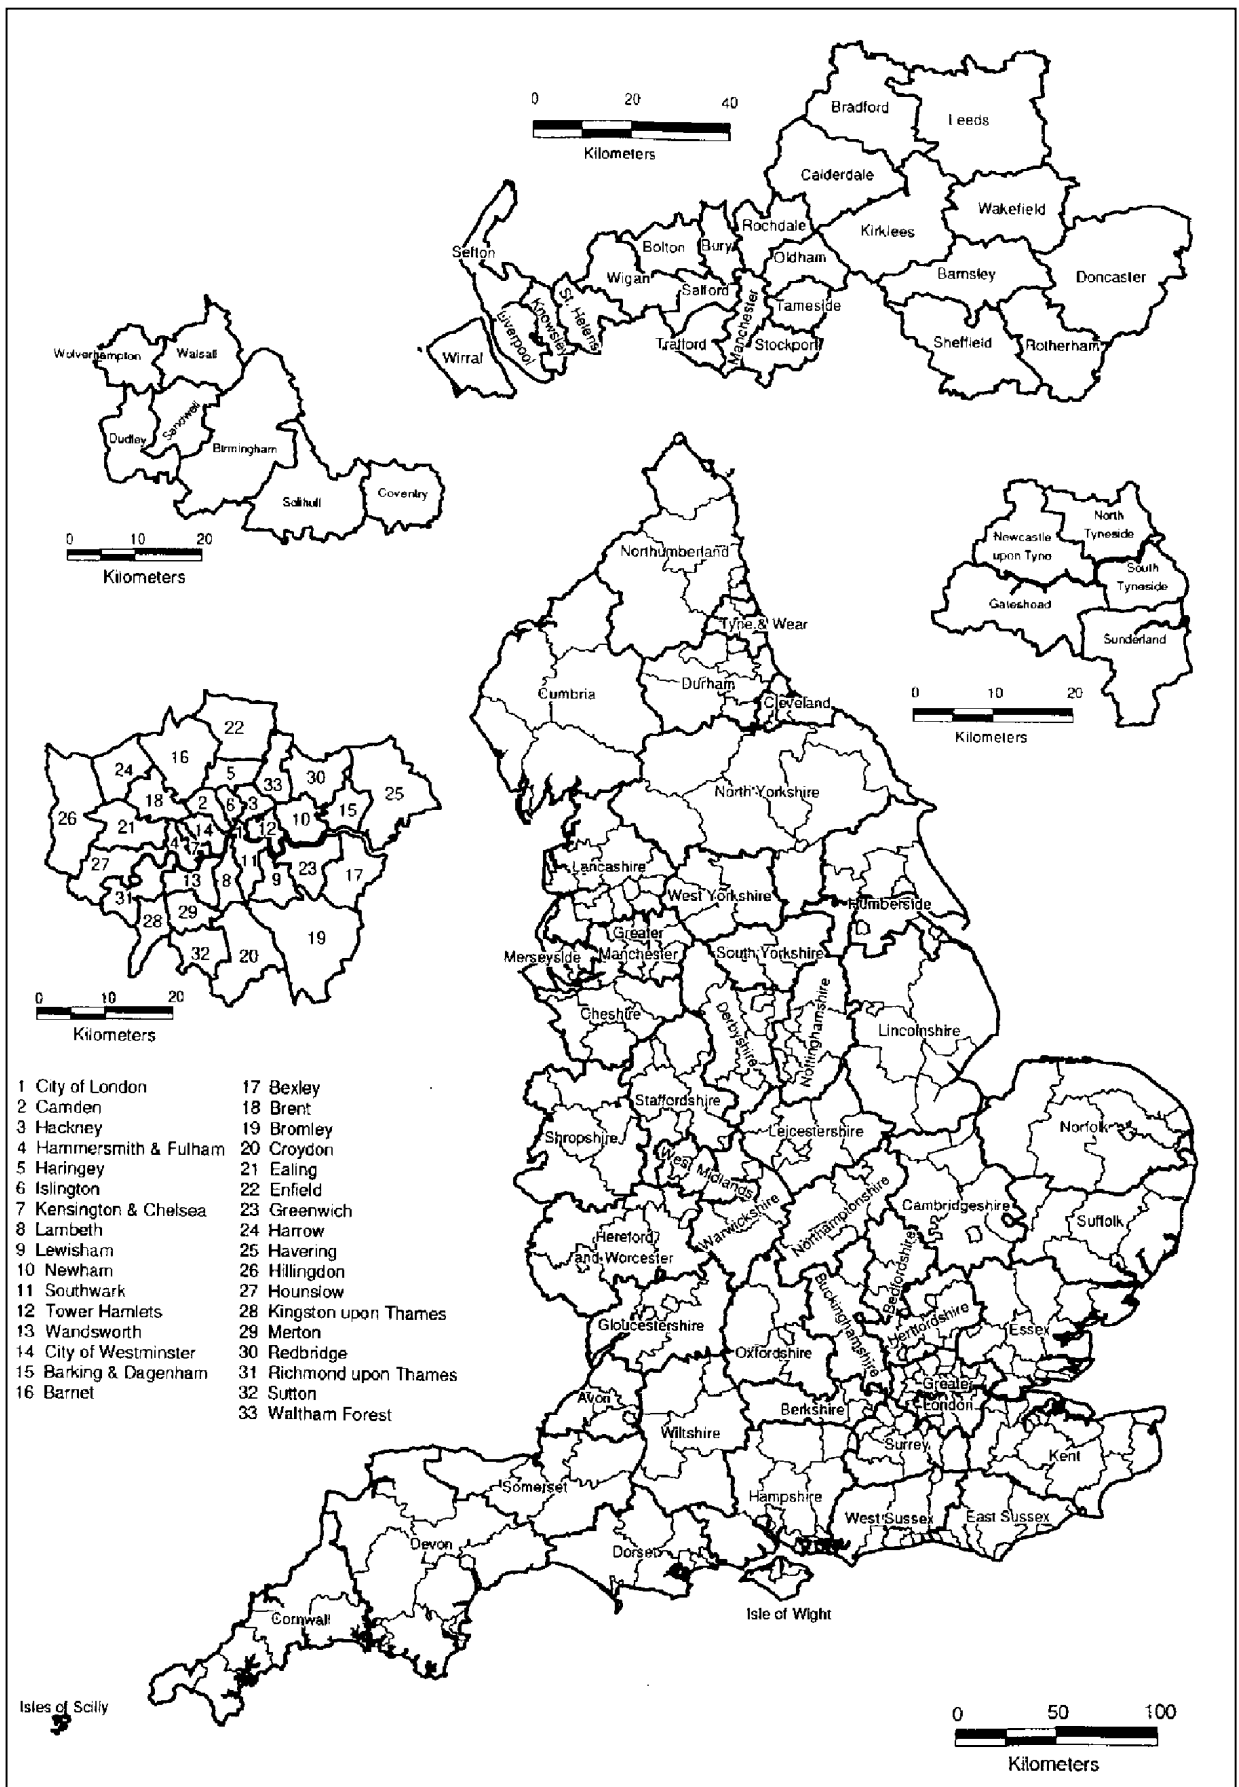 0 20 40
Kilometers
Bradford
Leeds
Calderdale
Wakefield
Kirklees
Rochdale
Bolton
Bury
Oldham
Sefton
Wigan
Salford
Barnsley
Doncaster
Tameside
St. Helens
Knowsley
Liverpool
Manchester
Trafford
Stockport
Sheffield
Rotherham
Wirral
Wolverhampton
Walsall
Sandwell
Dudley
Birmingham
Solihull
Coventry
0 10 20
Kilometers
North
Tyneside
Newcastle
upon Tyne
South
Tyneside
Gateshead
Sunderland
0 10 20
Kilometers
22
16
24
5
33
30
25
18
2
6
3
15
26
10
21
14
1
12
4
7
27
11
23
17
13
8
9
31
28
29
19
32
20
0 10 20
Kilometers
1 City of London
2 Camden
3 Hackney
4 Hammersmith & Fulham
5 Haringey
6 Islington
7 Kensington & Chelsea
8 Lambeth
9 Lewisham
10 Newham
11 Southwark
12 Tower Hamlets
13 Wandsworth
14 City of Westminster
15 Barking & Dagenham
16 Barnet
17 Bexley
18 Brent
19 Bromley
20 Croydon
21 Ealing
22 Enfield
23 Greenwich
24 Harrow
25 Havering
26 Hillingdon
27 Hounslow
28 Kingston upon Thames
29 Merton
30 Redbridge
31 Richmond upon Thames
32 Sutton
33 Waltham Forest
Northumberland
Tyne & Wear
Durham
Cumbria
Cleveland
North Yorkshire
Lancashire
West Yorkshire
Humberside
Greater
Manchester
Merseyside
South Yorkshire
Cheshire
Derbyshire
Nottinghamshire
Lincolnshire
Staffordshire
Shropshire
Leicestershire
Norfolk
West Midlands
Warwickshire
Northamptonshire
Cambridgeshire
Suffolk
Hereford
and Worcester
Bedfordshire
Buckinghamshire
Hertfordshire
Essex
Gloucestershire
Oxfordshire
Greater
London
Avon
Berkshire
Wiltshire
Surrey
Kent
Somerset
Hampshire
West Sussex
East Sussex
Devon
Dorset
Isle of Wight
Cornwall
Isles of Scilly
0 50 100
Kilometers